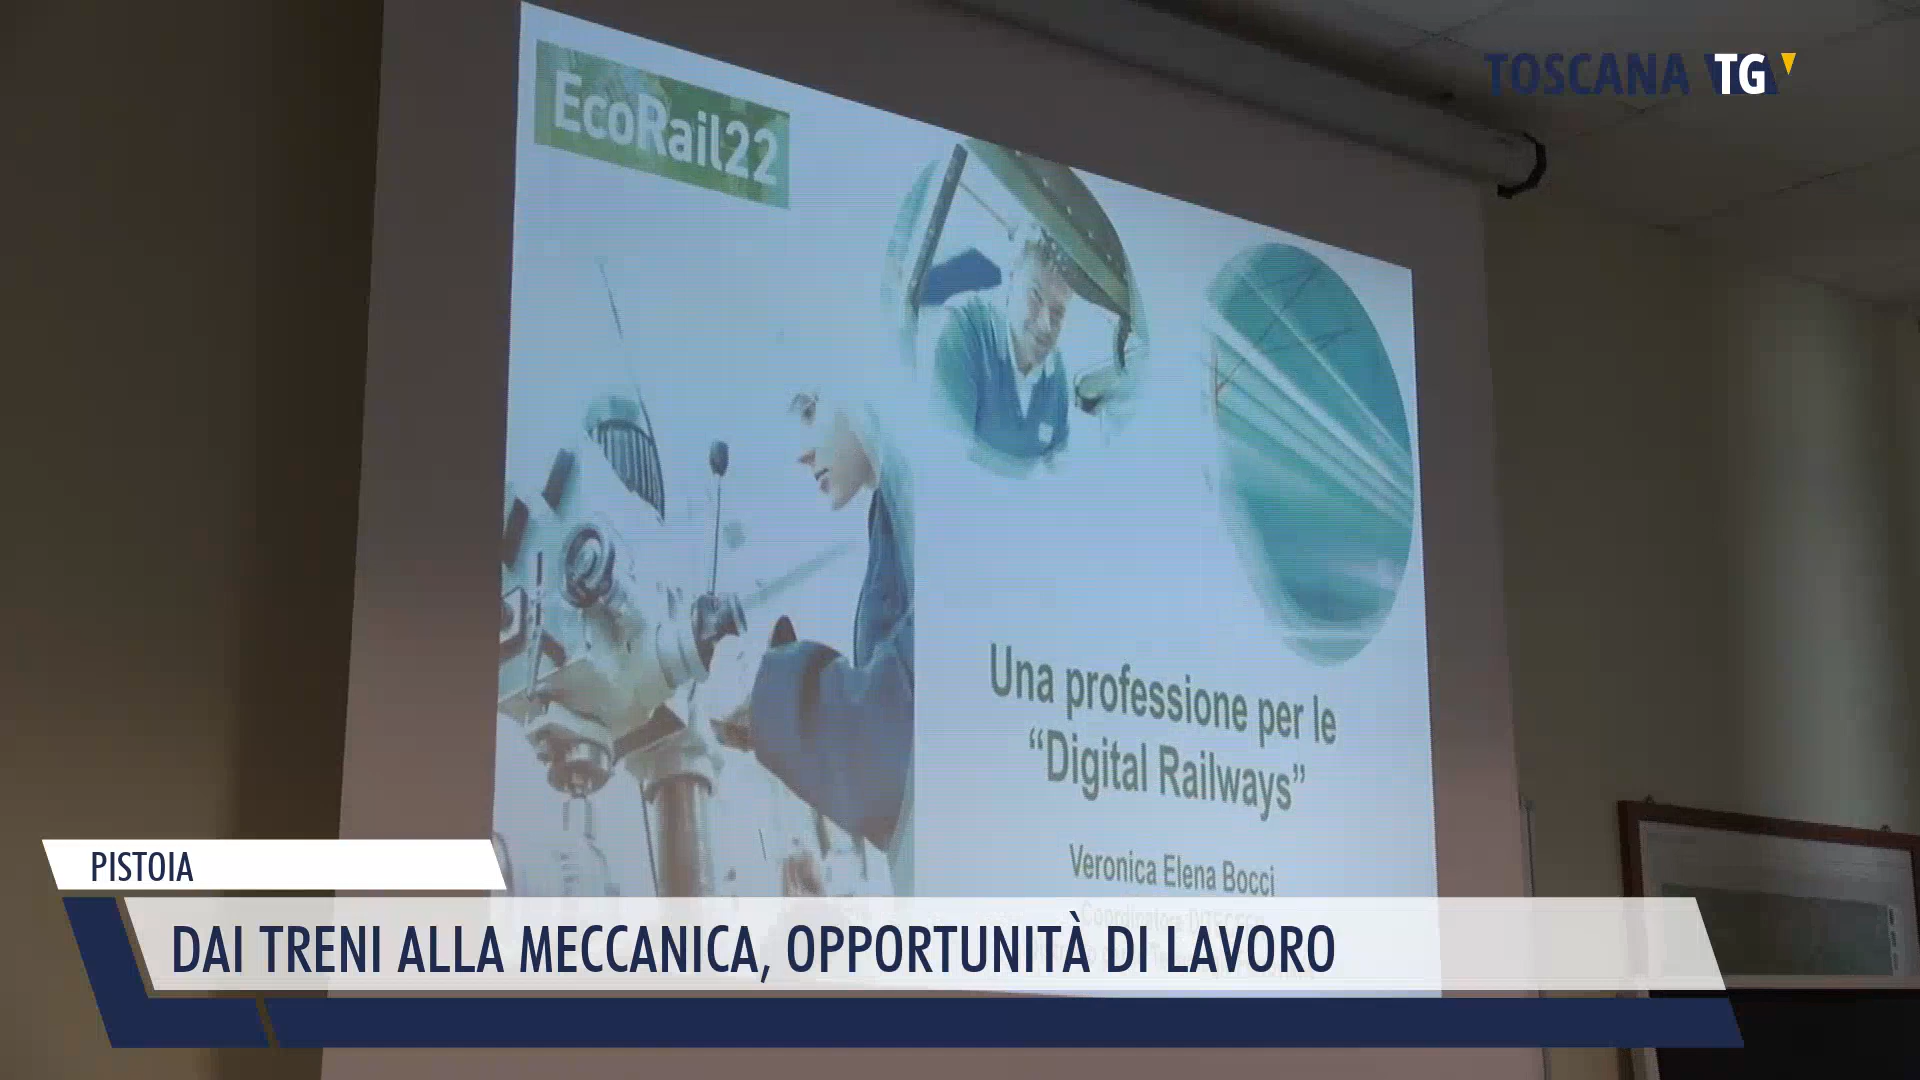 TOSCANA TG
EcoRail22
Una professione per le
“Digital Railways”
Veronica Elena Bocci
PISTOIA
DAI TRENI ALLA MECCANICA, OPPORTUNITÀ DI LAVORO